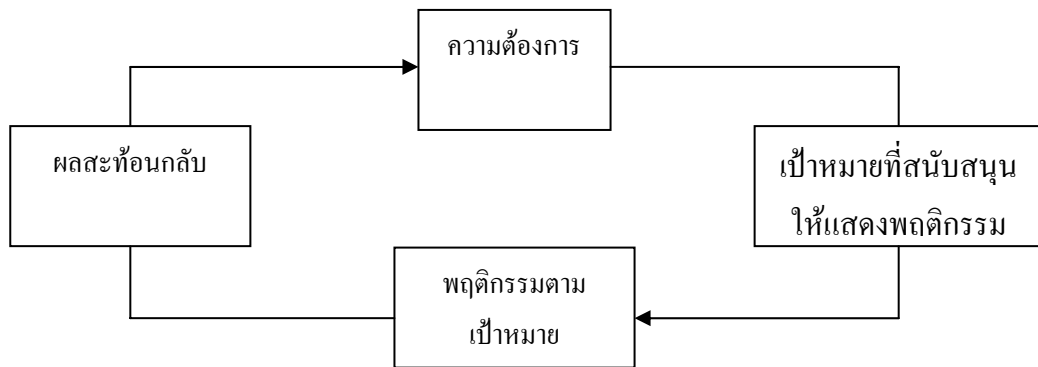 ความต้องการ
ผลสะท้อนกลับ
เป้าหมายที่สนับสนุน
ให้แสดงพฤติกรรม
พฤติกรรมตาม
เป้าหมาย